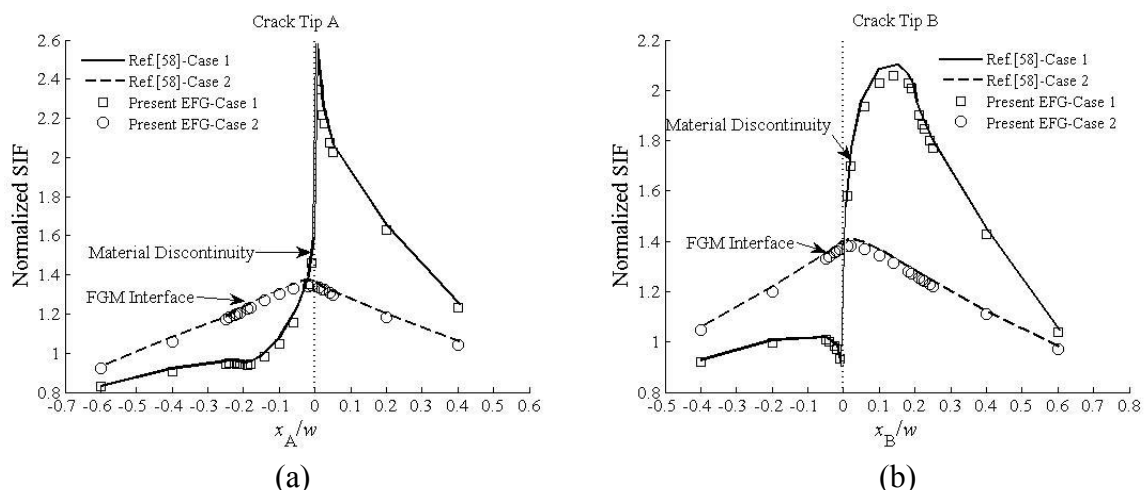 Crack Tip A
2.6
2.4
2.2
2
1.8
1.6
1.4
1.2
1
0.8
Normalized SIF
Ref.[58]-Case 1
Ref.[58]-Case 2
Present EFG-Case 1
Present EFG-Case 2
Material Discontinuity
FGM Interface
-0.7 -0.6 -0.5 -0.4 -0.3 -0.2 -0.1 0 0.1 0.2 0.3 0.4 0.5 0.6
x_A/w
(a)
Crack Tip B
2.2
2
1.8
1.6
1.4
1.2
1
0.8
Normalized SIF
Ref.[58]-Case 1
Ref.[58]-Case 2
Present EFG-Case 1
Present EFG-Case 2
Material Discontinuity
FGM Interface
-0.5 -0.4 -0.3 -0.2 -0.1 0 0.1 0.2 0.3 0.4 0.5 0.6 0.7 0.8
x_B/w
(b)